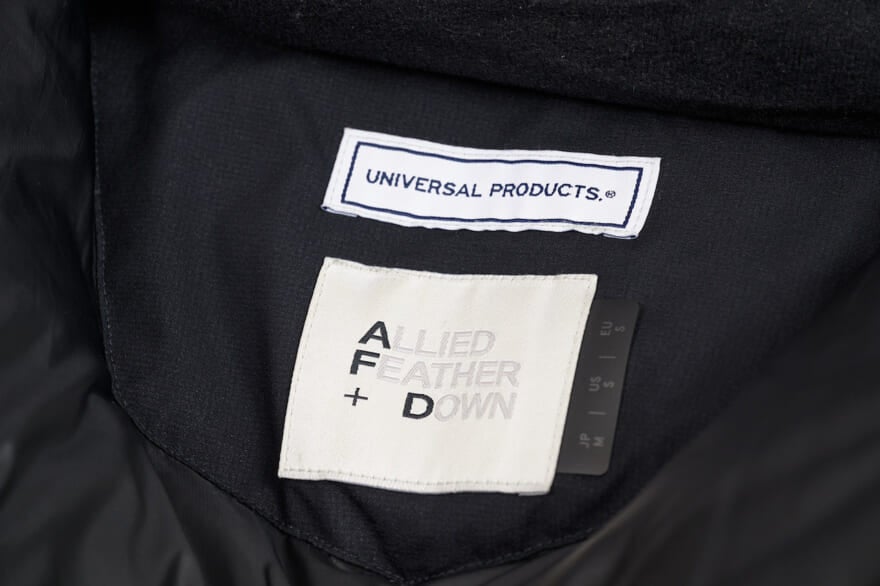 UNIVERSAL PRODUCTS.®
ALLIED
FEATHER
+ DOWN
JP | US | EU
M | S | S